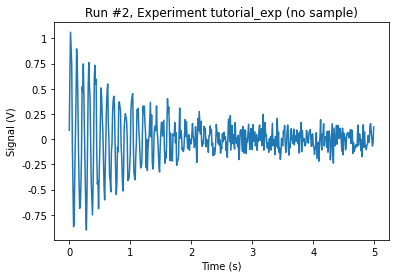 Run #2, Experiment tutorial_exp (no sample)
1
0.75
0.5
0.25
0
-0.25
-0.5
-0.75
Signal (V)
0 1 2 3 4 5
Time (s)